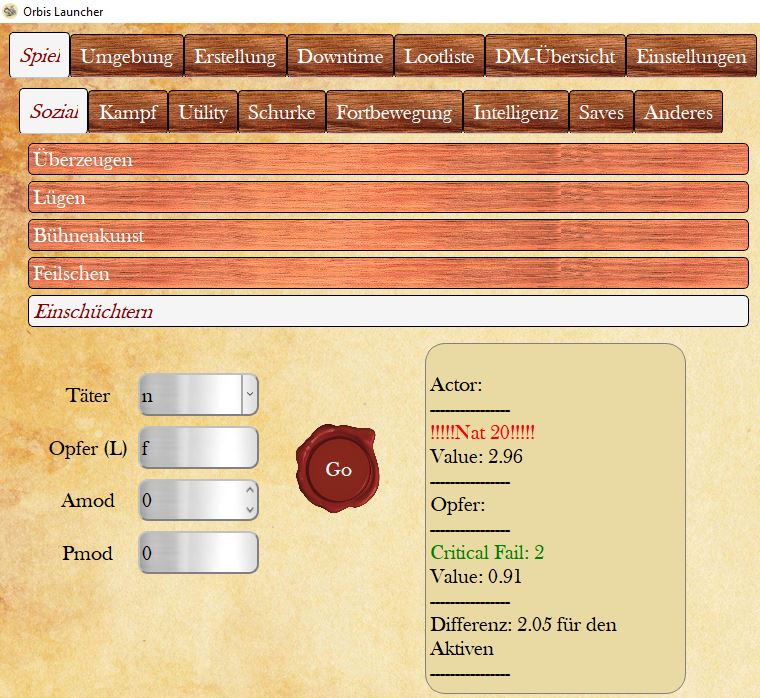 Orbis Launcher
Spiel Umgebung Erstellung Downtime Lootliste DM-Übersicht Einstellungen
Sozial Kampf Utility Schurke Fortbewegung Intelligenz Saves Anderes
Überzeugen
Lügen
Bühnenkunst
Feilschen
Einschüchtern
Täter n
Opfer (L) f
Amod 0
Pmod 0
Go
Actor:
----------------
!!!!!Nat 20!!!!!
Value: 2.96
----------------
Opfer:
----------------
Critical Fail: 2
Value: 0.91
----------------
Differenz: 2.05 für den
Aktiven
----------------